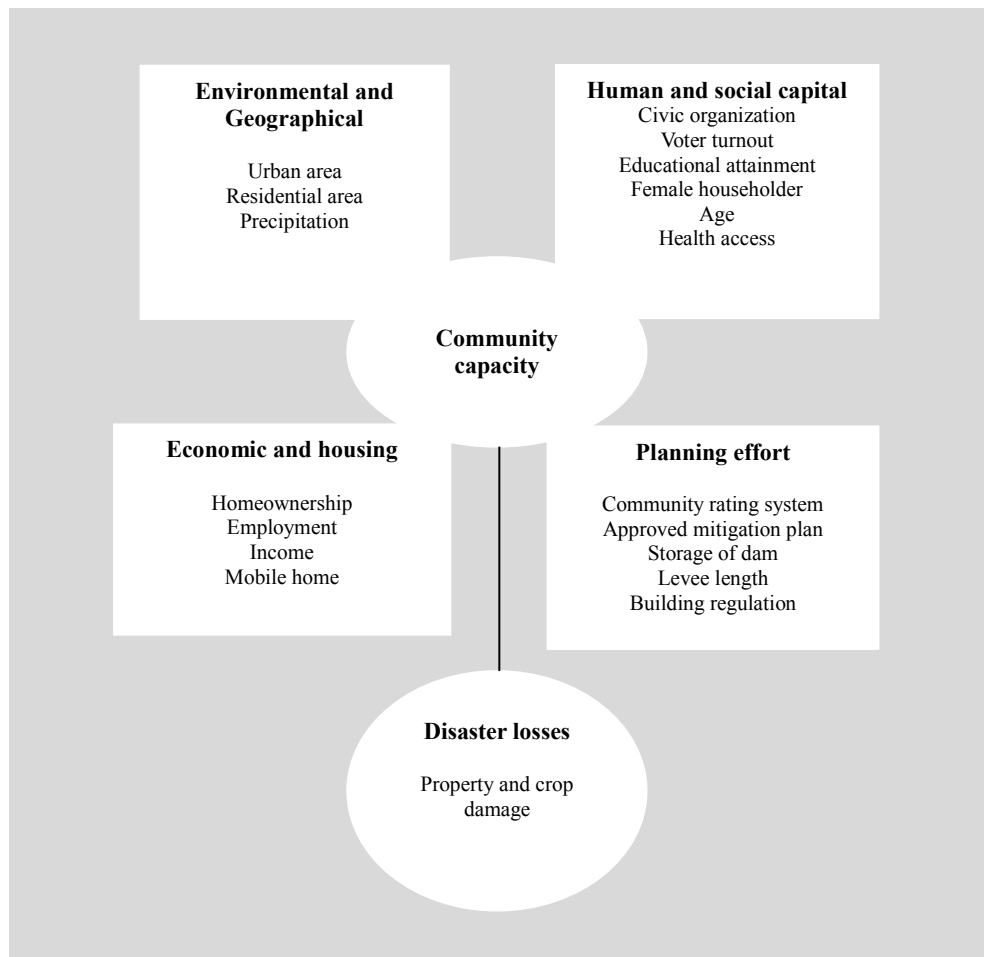 Environmental and
Geographical
Urban area
Residential area
Precipitation
Human and social capital
Civic organization
Voter turnout
Educational attainment
Female householder
Age
Health access
Community
capacity
Economic and housing
Homeownership
Employment
Income
Mobile home
Planning effort
Community rating system
Approved mitigation plan
Storage of dam
Levee length
Building regulation
Disaster losses
Property and crop
damage